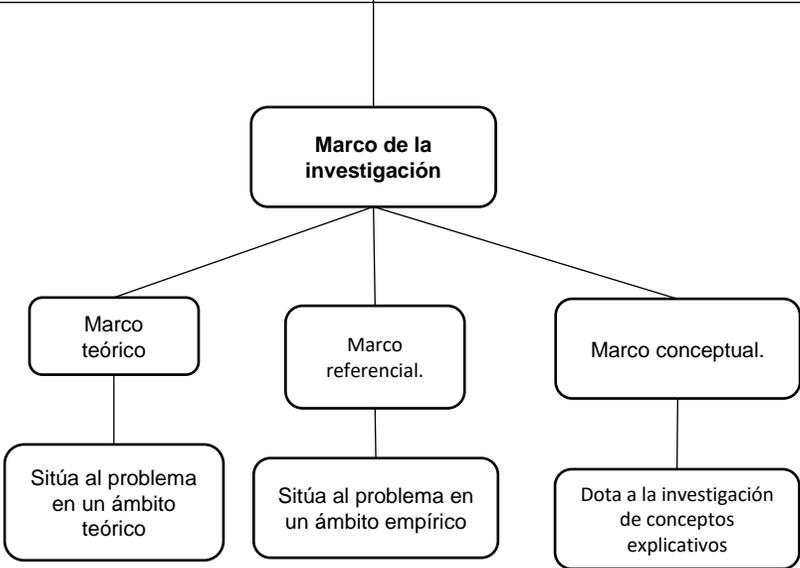 Marco de la
investigación
Marco
teórico
Marco
referencial.
Marco conceptual.
Sitúa al problema
en un ámbito
teórico
Sitúa al problema en
un ámbito empírico
Dota a la investigación
de conceptos
explicativos